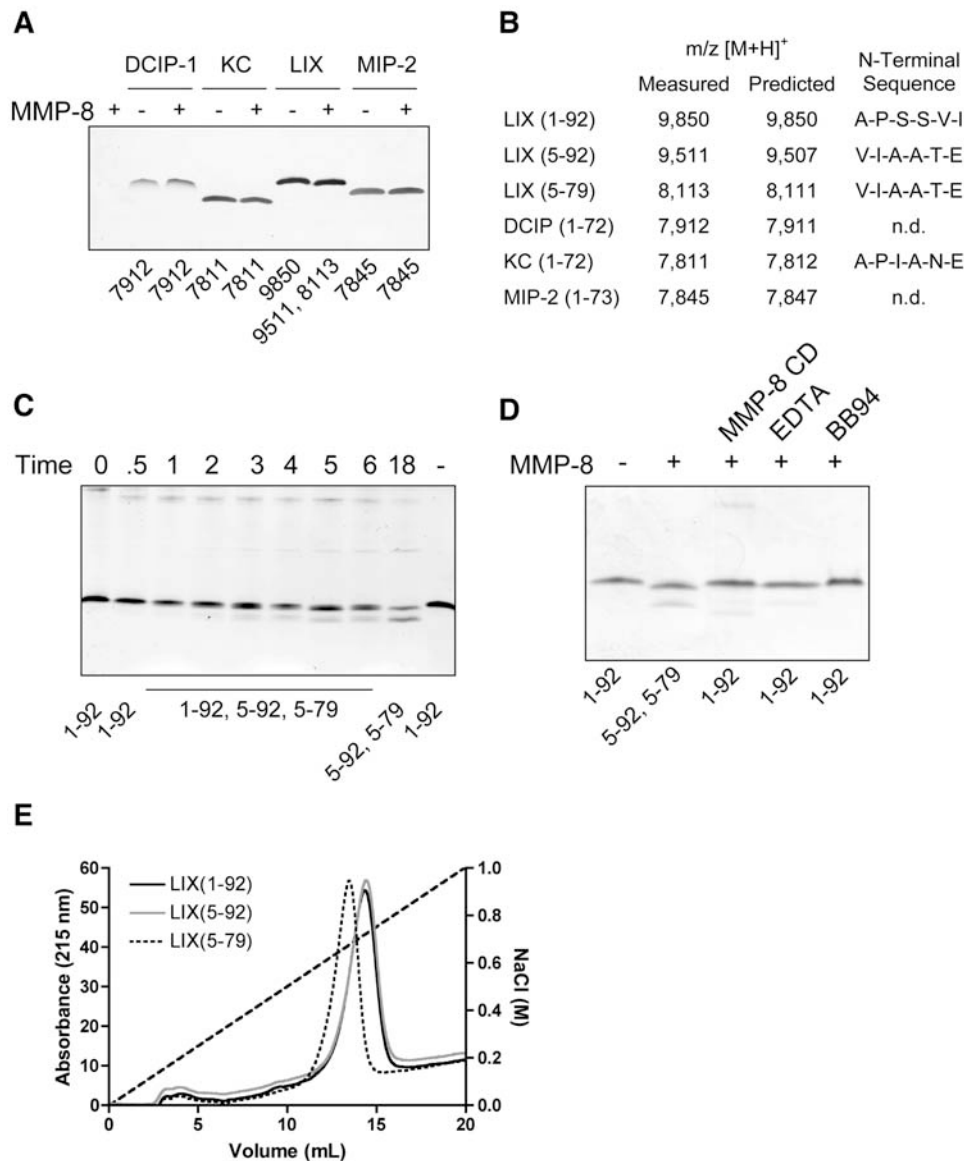 A
DCIP-1 KC LIX MIP-2
MMP-8 + - + - + - + - +
7912 7912 7811 7811 9850 9511, 8113 7845 7845
B
m/z [M+H]+ N-Terminal
Measured Predicted Sequence
LIX (1-92) 9,850 9,850 A-P-S-S-V-I
LIX (5-92) 9,511 9,507 V-I-A-A-T-E
LIX (5-79) 8,113 8,111 V-I-A-A-T-E
DCIP (1-72) 7,912 7,911 n.d.
KC (1-72) 7,811 7,812 A-P-I-A-N-E
MIP-2 (1-73) 7,845 7,847 n.d.
C
Time 0 .5 1 2 3 4 5 6 18 -
1-92 1-92 1-92, 5-92, 5-79 5-92, 5-79 1-92
D
MMP-8 CD EDTA BB94
MMP-8 - + + + +
1-92 5-92, 5-79 1-92 1-92 1-92
E
LIX(1-92)
LIX(5-92)
LIX(5-79)
Absorbance (215 nm)
60
50
40
30
20
10
0
NaCl (M)
1.0
0.8
0.6
0.4
0.2
0.0
0 5 10 15 20
Volume (mL)